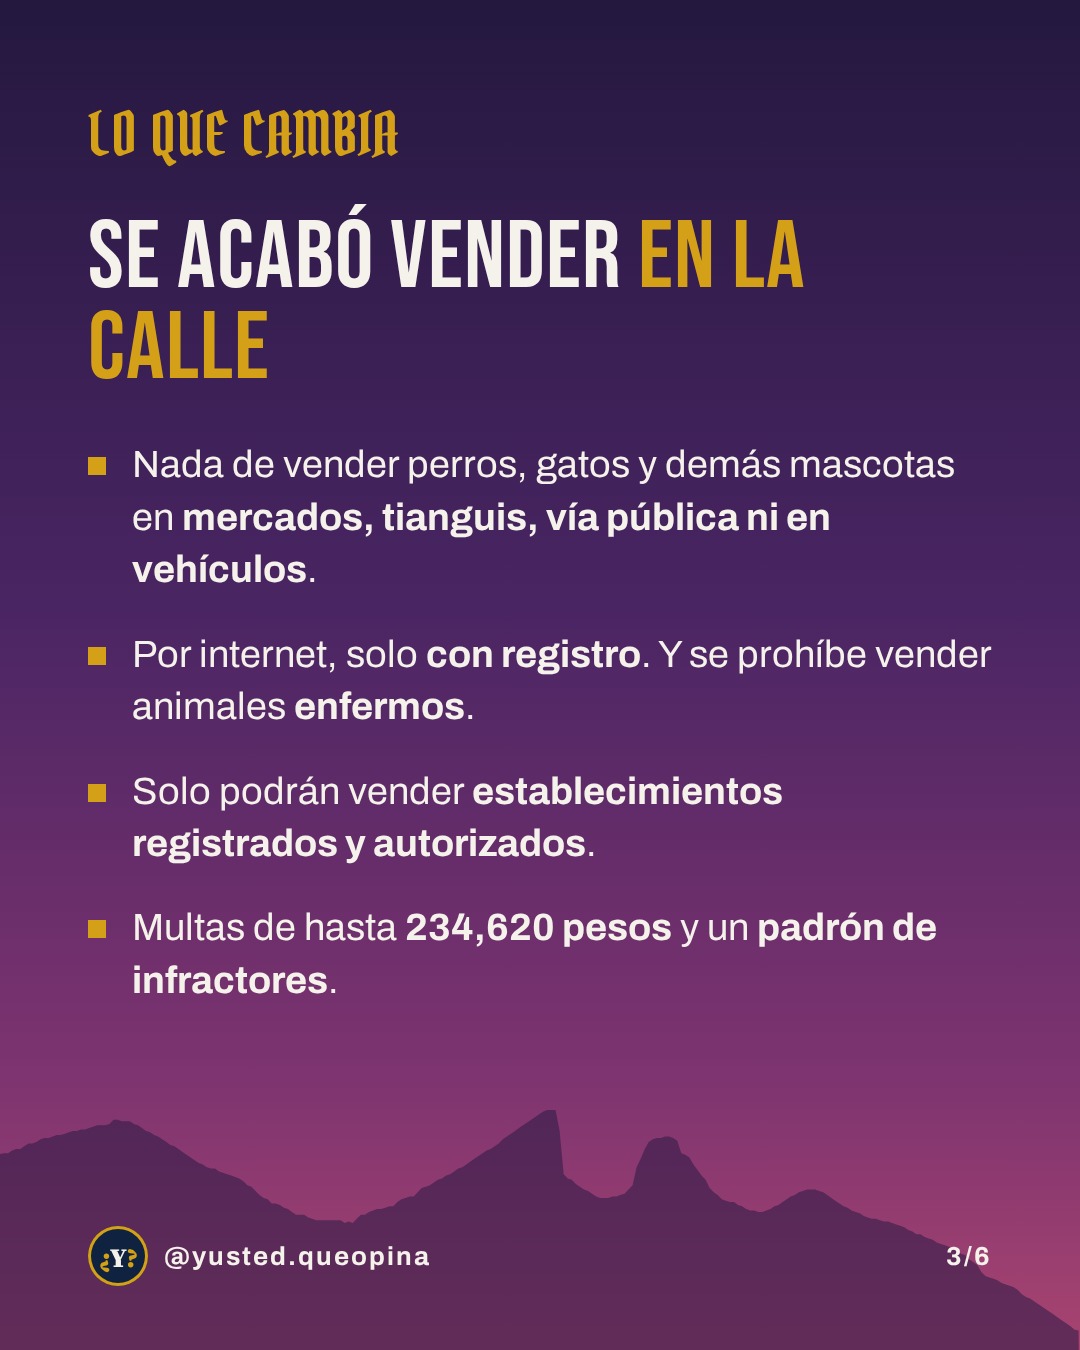 LO QUE CAMBIA
SE ACABÓ VENDER EN LA
CALLE
Nada de vender perros, gatos y demás mascotas
en mercados, tianguis, vía pública ni en
vehículos.
Por internet, solo con registro. Y se prohíbe vender
animales enfermos.
Solo podrán vender establecimientos
registrados y autorizados.
Multas de hasta 234,620 pesos y un padrón de
infractores.
¿Y? @yusted.queopina 3/6